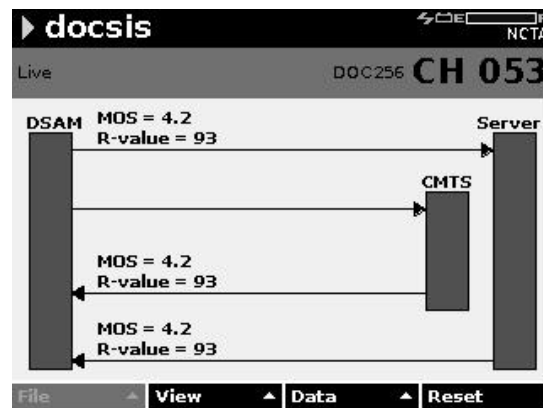 docsis
E F
NCTA
Live DOC256 CH 053
DSAM MOS = 4.2 Server
R-value = 93
CMTS
MOS = 4.2
R-value = 93
MOS = 4.2
R-value = 93
File View Data Reset